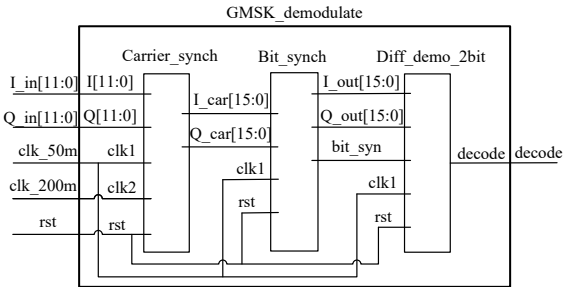 GMSK_demodulate
Carrier_synch Bit_synch Diff_demo_2bit
I_in[11:0] I[11:0] I_out[15:0]
I_car[15:0]
Q_in[11:0] Q[11:0] Q_out[15:0]
Q_car[15:0]
clk_50m clk1 bit_syn decode decode
clk_200m clk2 clk1 clk1
rst rst rst rst